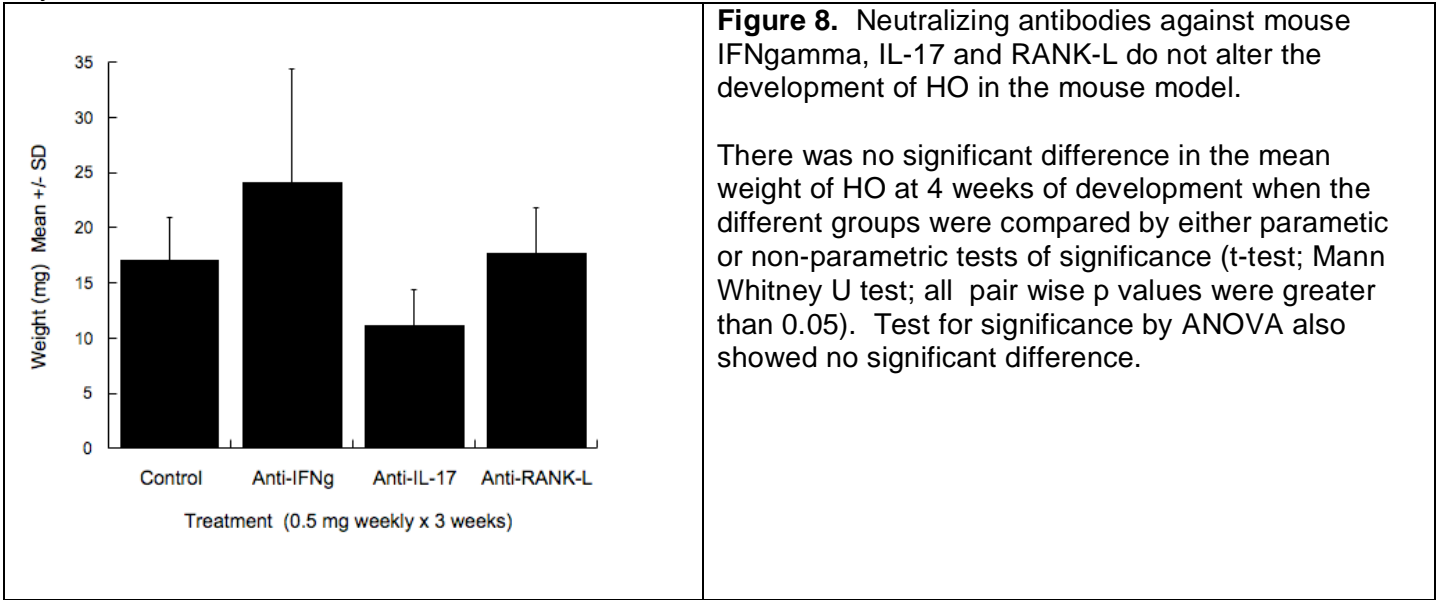 35
30
25
20
15
10
5
0
Weight (mg) Mean +/- SD
Control Anti-IFNg Anti-IL-17 Anti-RANK-L
Treatment (0.5 mg weekly x 3 weeks)
Figure 8. Neutralizing antibodies against mouse
IFNgamma, IL-17 and RANK-L do not alter the
development of HO in the mouse model.
There was no significant difference in the mean
weight of HO at 4 weeks of development when the
different groups were compared by either parametic
or non-parametric tests of significance (t-test; Mann
Whitney U test; all pair wise p values were greater
than 0.05). Test for significance by ANOVA also
showed no significant difference.